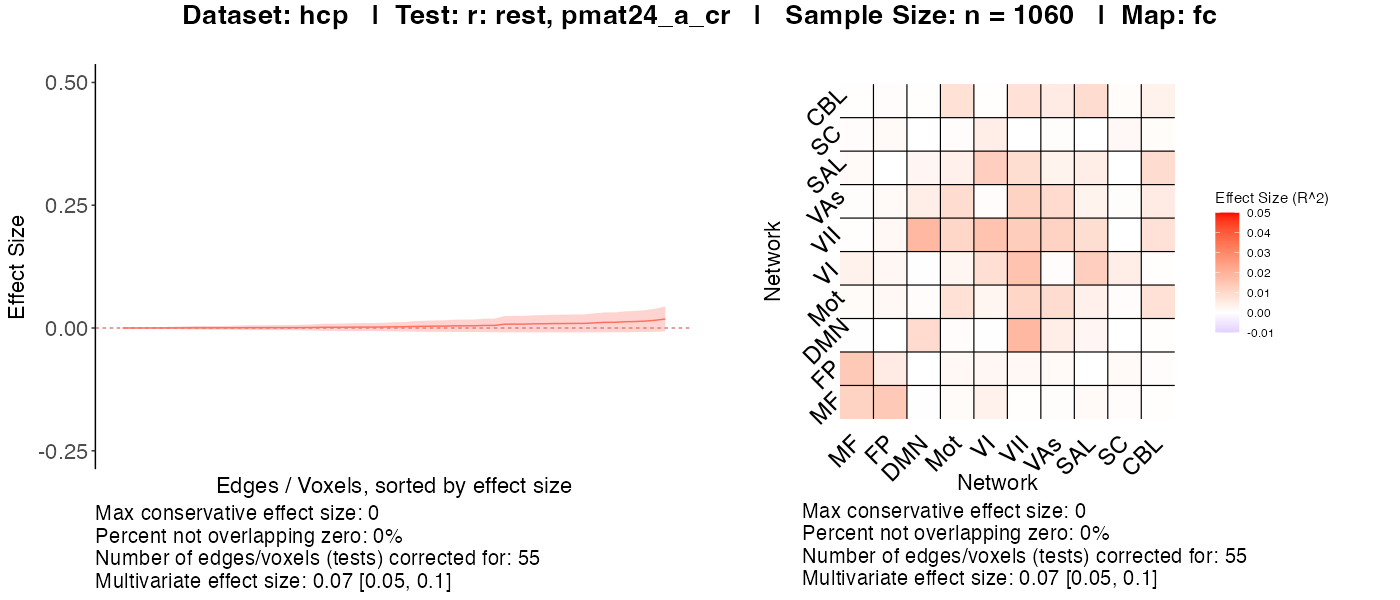 Dataset: hcp | Test: r: rest, pmat24_a_cr | Sample Size: n = 1060 | Map: fc
0.50
0.25
0.00
-0.25
Effect Size
Edges / Voxels, sorted by effect size
Max conservative effect size: 0
Percent not overlapping zero: 0%
Number of edges/voxels (tests) corrected for: 55
Multivariate effect size: 0.07 [0.05, 0.1]
Network
CBL
SC
SAL
VAs
VII
VI
Mot
DMN
FP
MF
MF
FP
DMN
Mot
VI
VII
VAs
SAL
SC
CBL
Network
Effect Size (R^2)
0.05
0.04
0.03
0.02
0.01
0.00
-0.01
Max conservative effect size: 0
Percent not overlapping zero: 0%
Number of edges/voxels (tests) corrected for: 55
Multivariate effect size: 0.07 [0.05, 0.1]